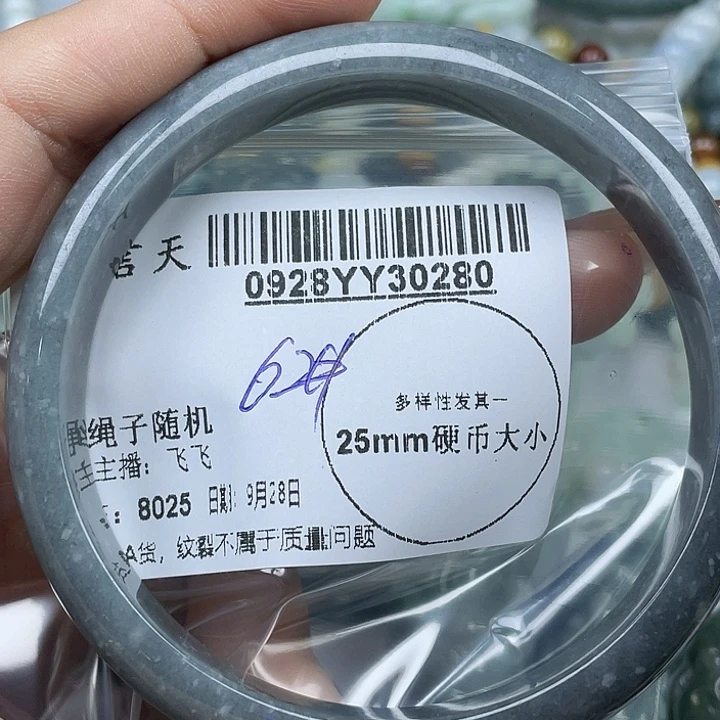 天
0928YY30280
62#
多样性发其一
25mm硬币大小
绳子随机
主播：飞飞
：8025 日期：9月28日
A货，纹裂不属于质量问题